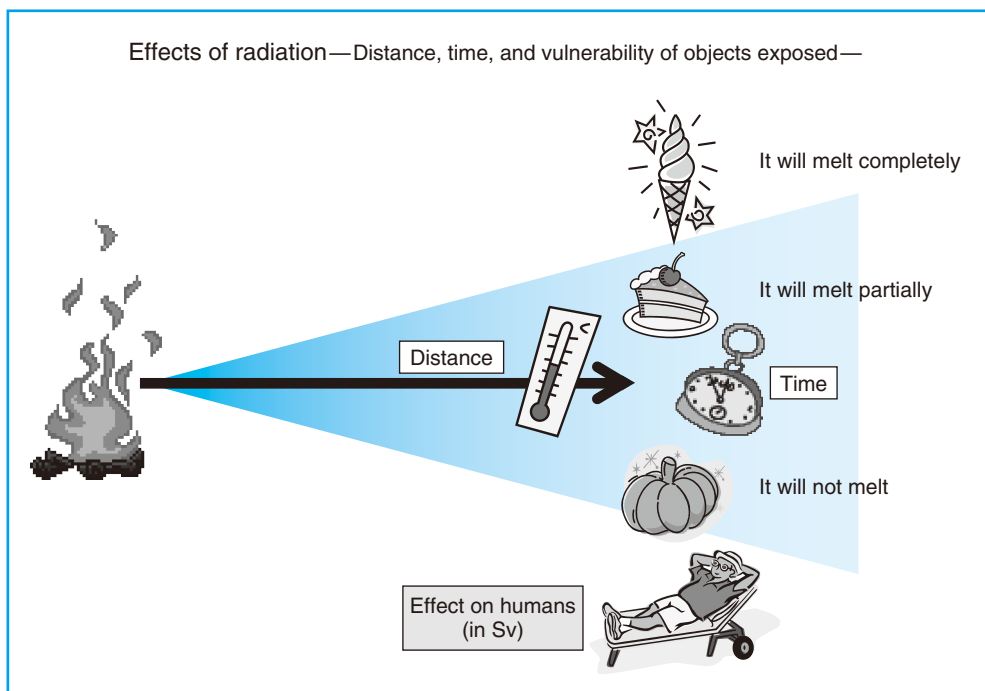 Effects of radiation—Distance, time, and vulnerability of objects exposed—
It will melt completely
It will melt partially
Distance
Time
It will not melt
Effect on humans
(in Sv)